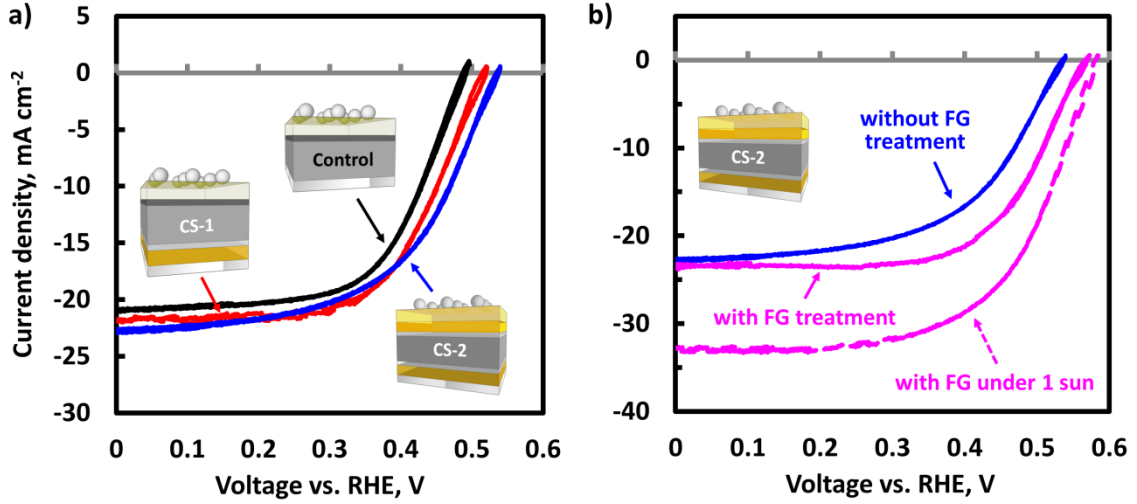 a)
Current density, mA cm-2
5
0
-5
-10
-15
-20
-25
-30
Control
CS-1
CS-2
0 0.1 0.2 0.3 0.4 0.5 0.6
Voltage vs. RHE, V
b)
0
-10
-20
-30
-40
CS-2
without FG
treatment
with FG treatment
with FG under 1 sun
0 0.1 0.2 0.3 0.4 0.5 0.6
Voltage vs. RHE, V